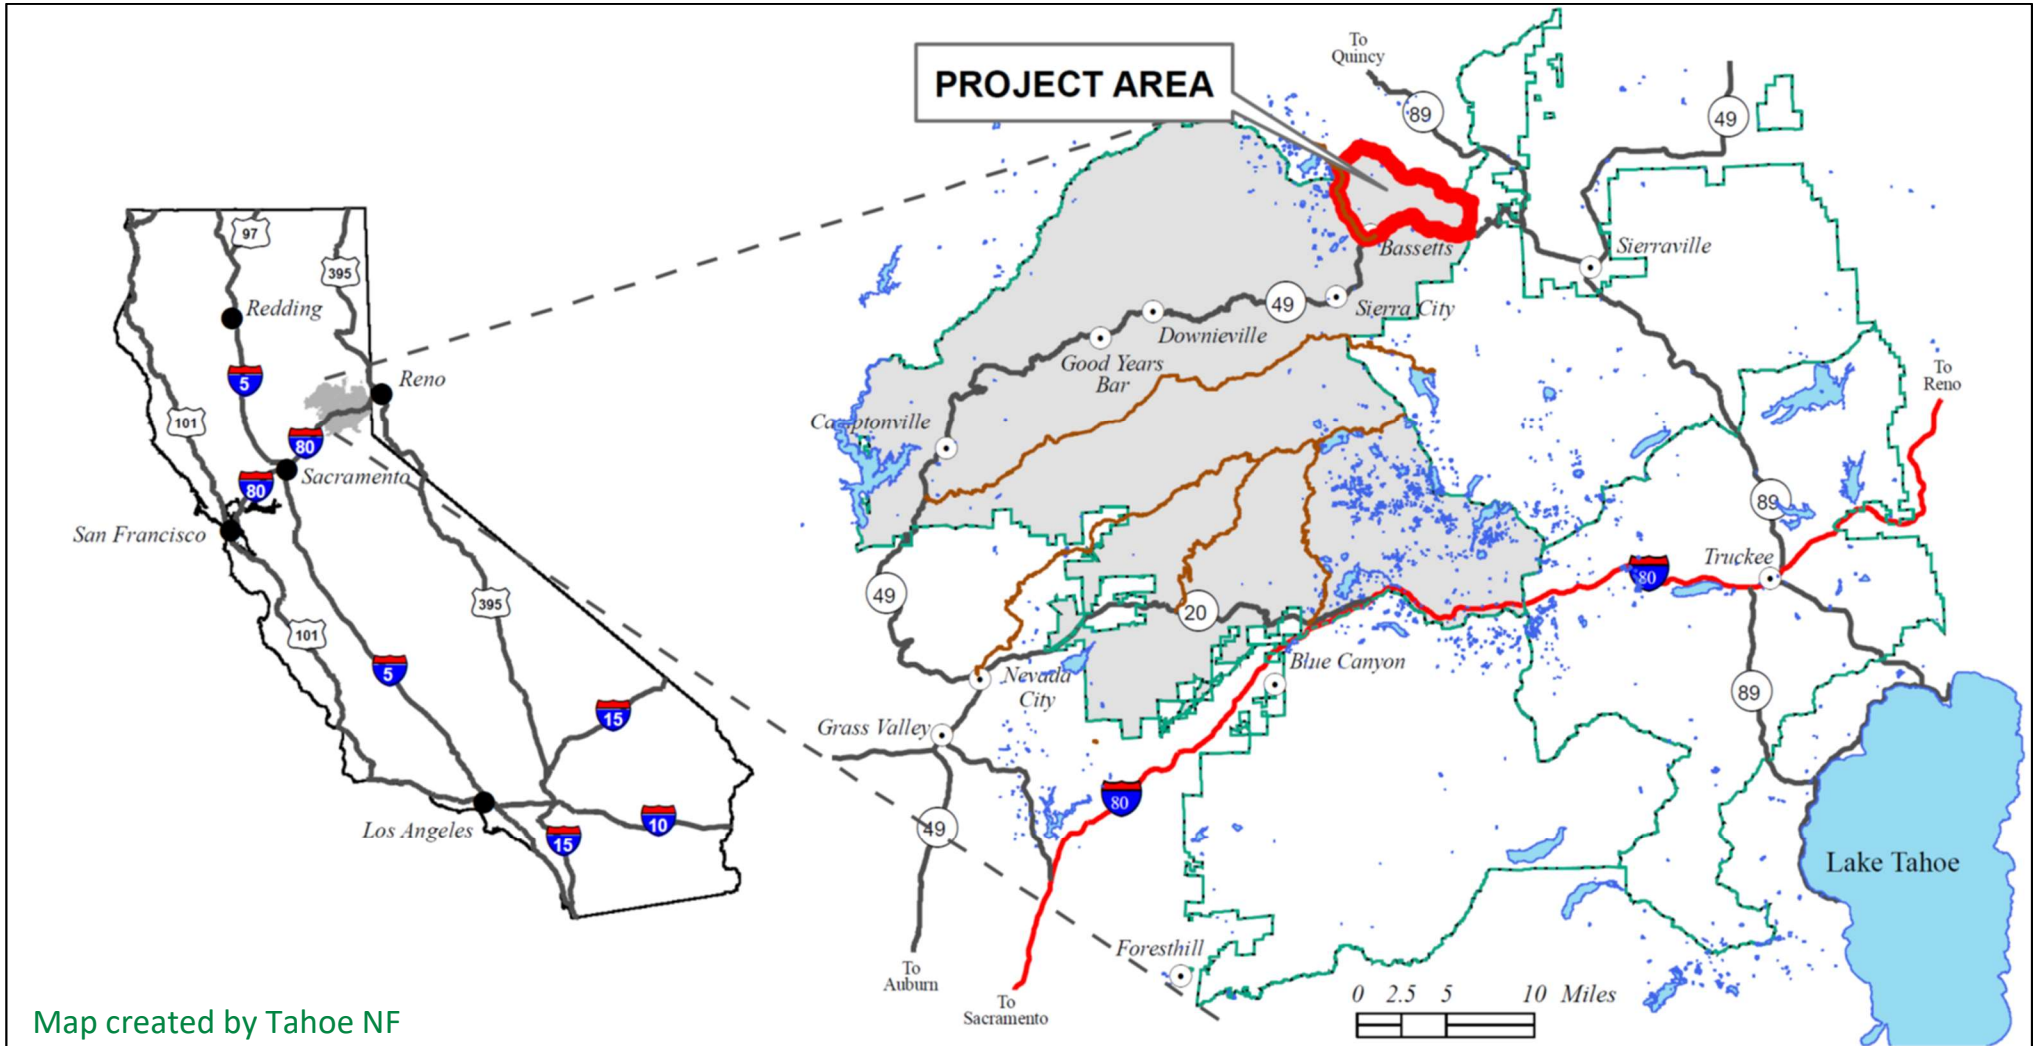 PROJECT AREA
To
Quincy
89
49
97
395
Redding
5
Reno
101
80
Sacramento
80
San Francisco
101
395
5
15
Los Angeles
15
10
Bassetts
Sierraville
49
Sierra City
Downieville
Good Years
Bar
Camptonville
To
Reno
49
89
Truckee
80
20
Blue Canyon
Nevada
City
89
Grass Valley
80
49
Lake Tahoe
Foresthill
To
Auburn
To
Sacramento
0 2.5 5 10 Miles
Map created by Tahoe NF